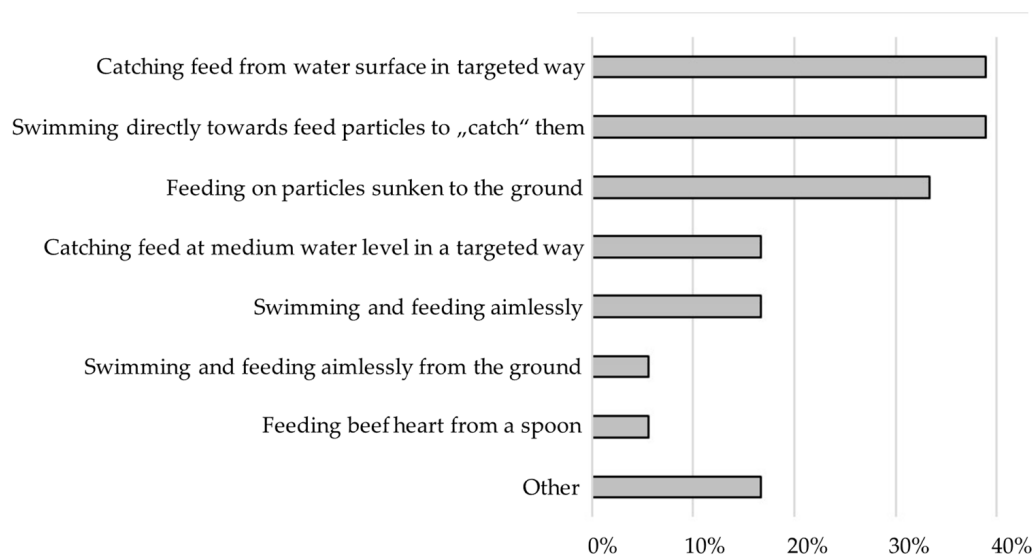 Catching feed from water surface in targeted way
Swimming directly towards feed particles to „catch“ them
Feeding on particles sunken to the ground
Catching feed at medium water level in a targeted way
Swimming and feeding aimlessly
Swimming and feeding aimlessly from the ground
Feeding beef heart from a spoon
Other
0% 10% 20% 30% 40%